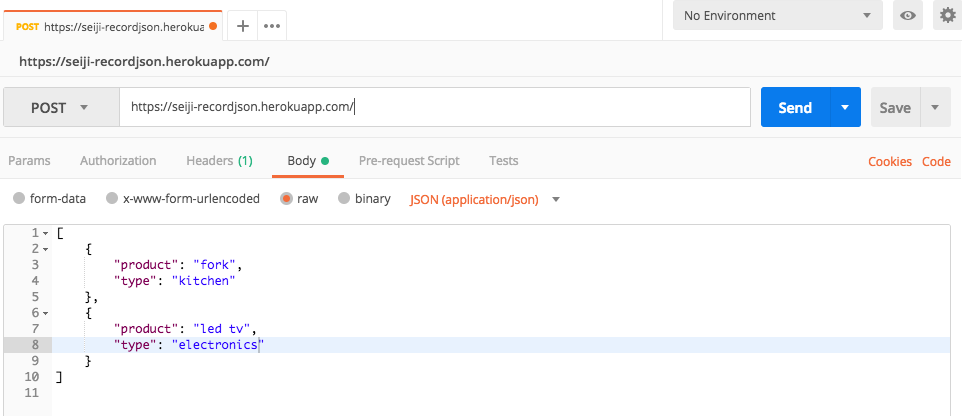 POST https://seiji-recordjson.heroku
No Environment
https://seiji-recordjson.herokuapp.com/
POST https://seiji-recordjson.herokuapp.com/ Send Save
Params Authorization Headers (1) Body Pre-request Script Tests Cookies Code
form-data x-www-form-urlencoded raw binary JSON (application/json)
1 [
2 {
3 "product": "fork",
4 "type": "kitchen"
5 },
6 {
7 "product": "led tv",
8 "type": "electronics"
9 }
10 ]
11